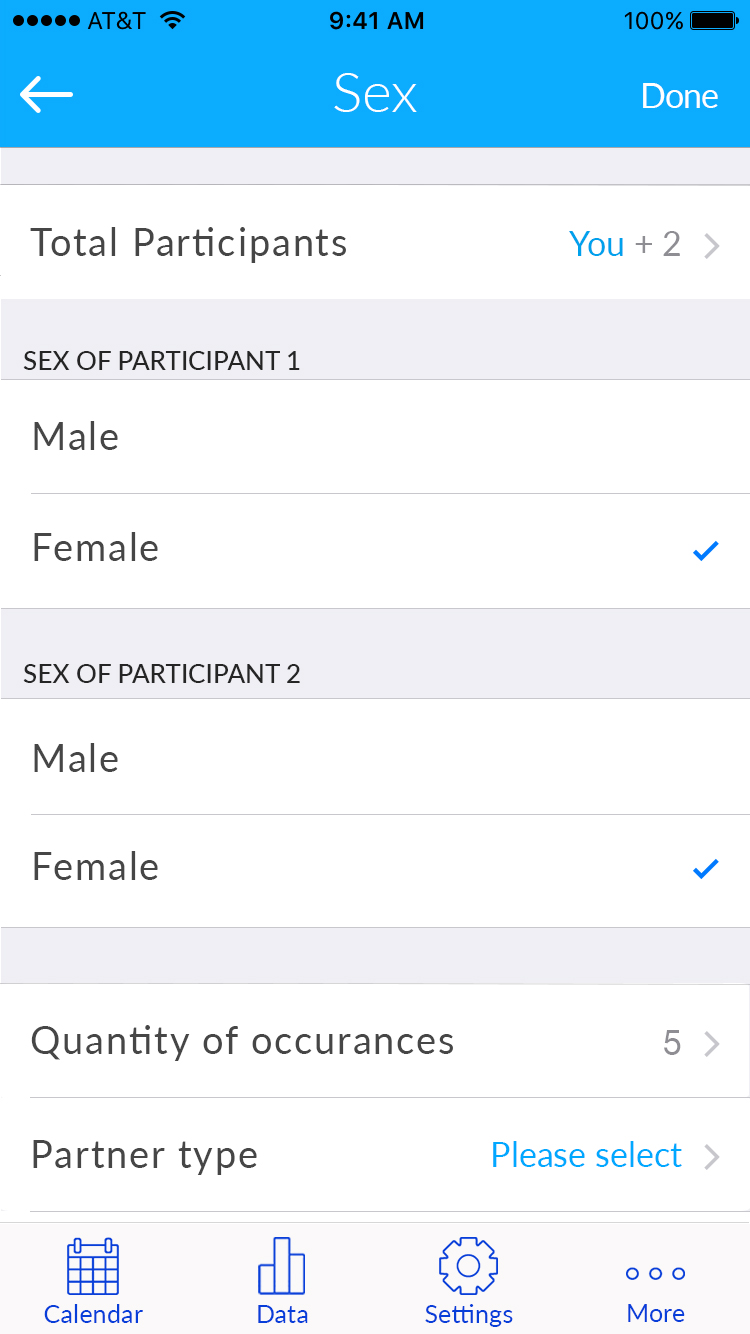 AT&T 9:41 AM 100%
Sex Done
Total Participants You + 2
SEX OF PARTICIPANT 1
Male
Female
SEX OF PARTICIPANT 2
Male
Female
Quantity of occurances 5
Partner type Please select
Calendar Data Settings More